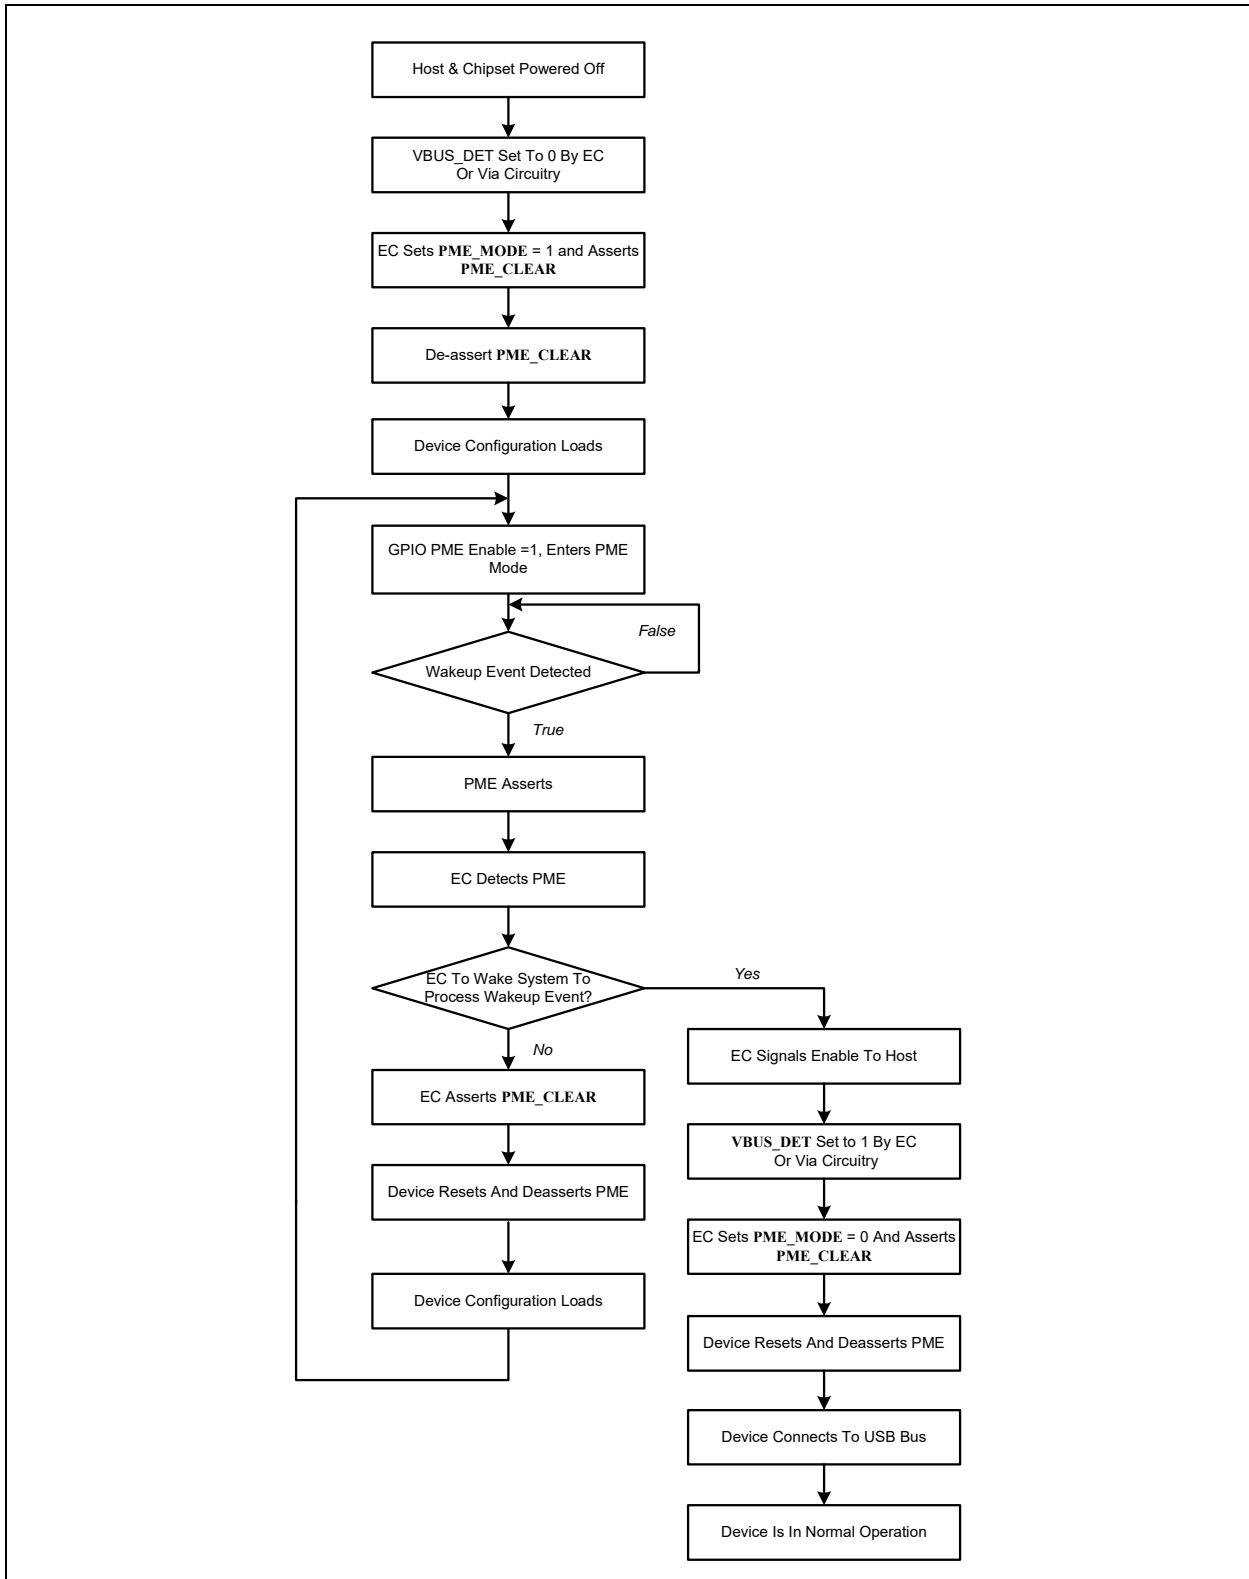 Host & Chipset Powered Off
VBUS_DET Set To 0 By EC
Or Via Circuitry
EC Sets PME_MODE = 1 and Asserts
PME_CLEAR
De-assert PME_CLEAR
Device Configuration Loads
GPIO PME Enable =1, Enters PME
Mode
False
Wakeup Event Detected
True
PME Asserts
EC Detects PME
EC To Wake System To
Process Wakeup Event?
Yes
No
EC Signals Enable To Host
EC Asserts PME_CLEAR
VBUS_DET Set to 1 By EC
Or Via Circuitry
Device Resets And Deasserts PME
EC Sets PME_MODE = 0 And Asserts
PME_CLEAR
Device Configuration Loads
Device Resets And Deasserts PME
Device Connects To USB Bus
Device Is In Normal Operation